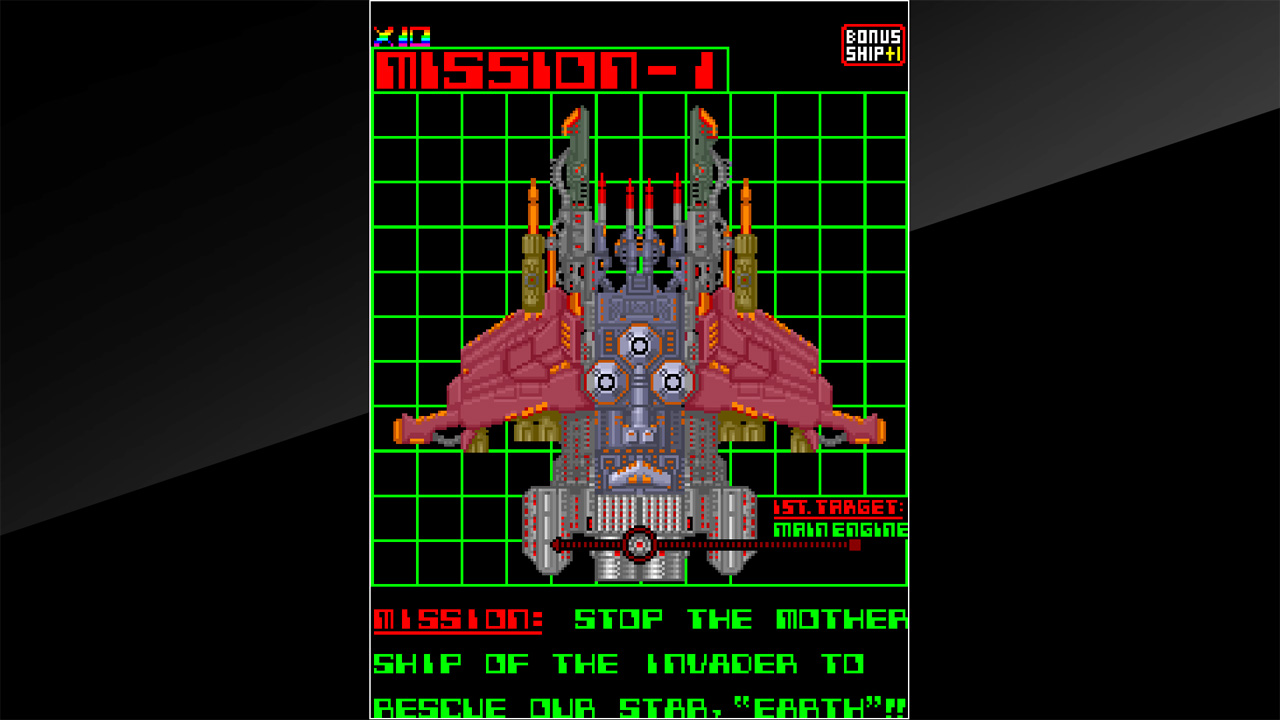 X10
BONUS
SHIP+1
MISSION-1
1ST. TARGET:
MAIN ENGINE
MISSION: STOP THE MOTHER
SHIP OF THE INVADER TO
RESCUE OUR STAR, "EARTH"!!